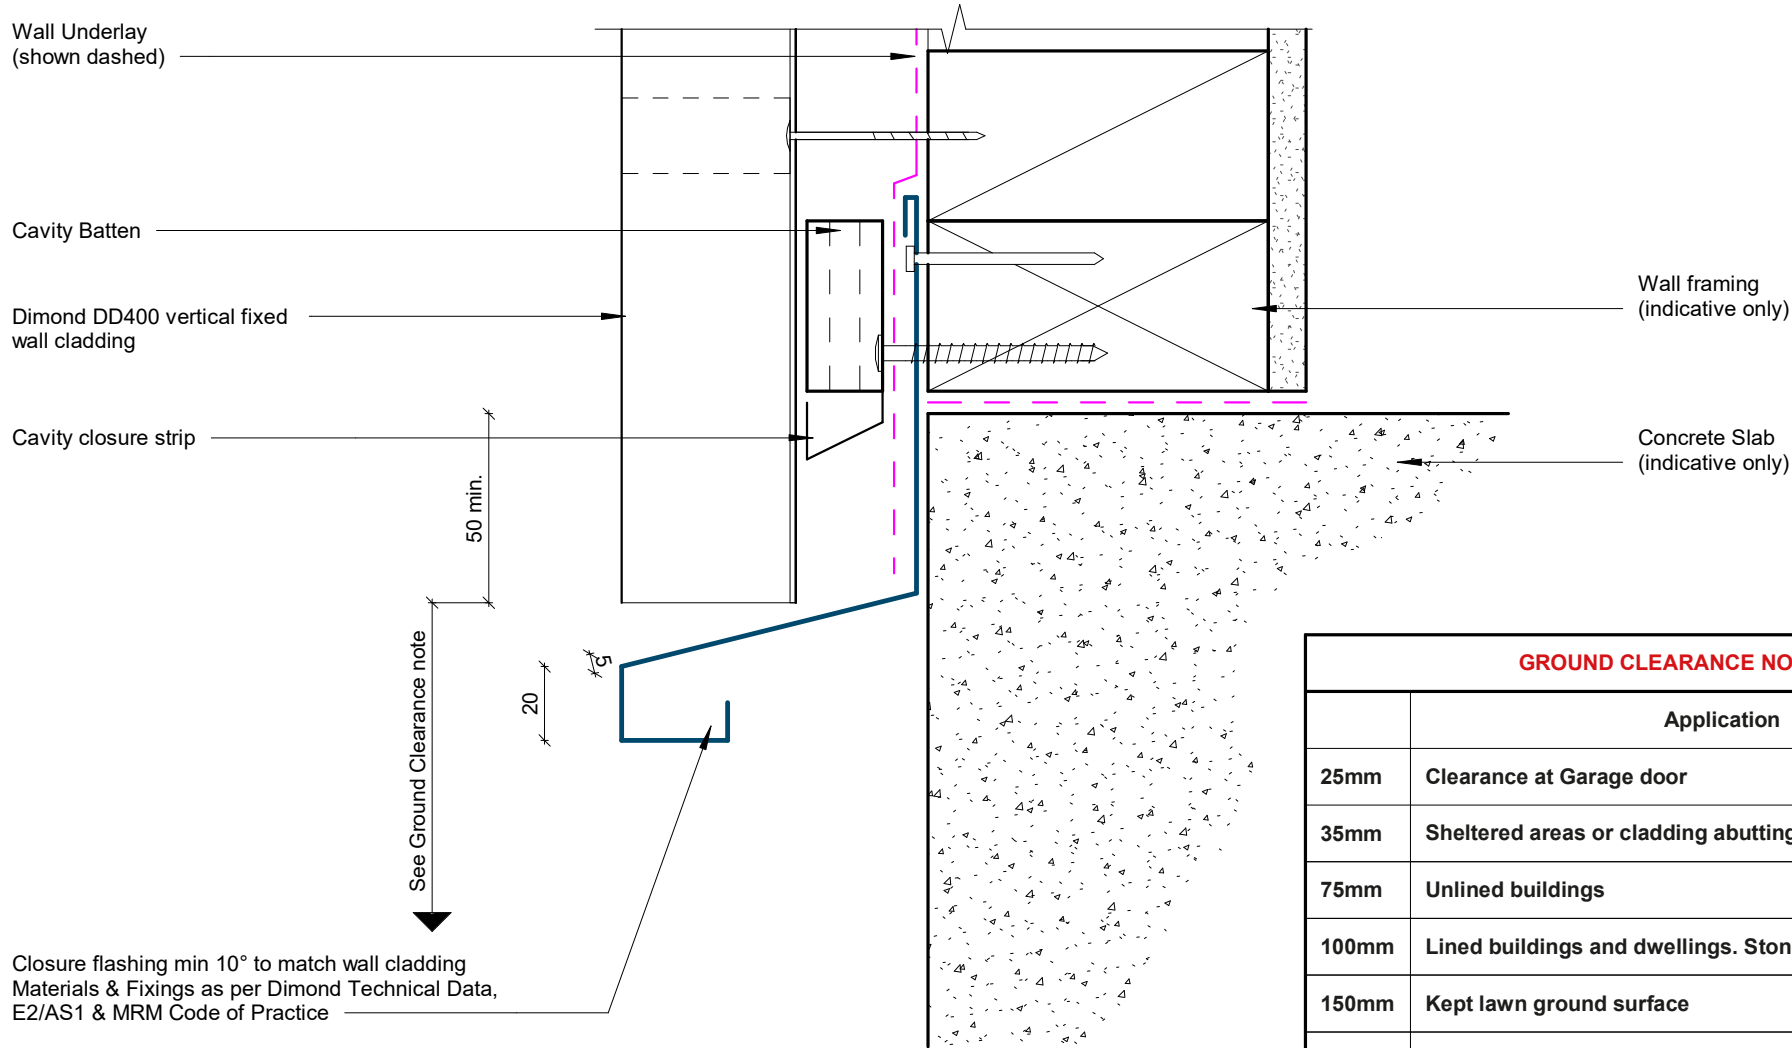 Wall Underlay
(shown dashed)
Cavity Batten
Dimond DD400 vertical fixed
wall cladding
Cavity closure strip
50 min.
See Ground Clearance note
5
20
Closure flashing min 10° to match wall cladding
Materials & Fixings as per Dimond Technical Data,
E2/AS1 & MRM Code of Practice
Wall framing
(indicative only)
Concrete Slab
(indicative only)
GROUND CLEARANCE NO
Application
25mm Clearance at Garage door
35mm Sheltered areas or cladding abutting
75mm Unlined buildings
100mm Lined buildings and dwellings. Ston
150mm Kept lawn ground surface